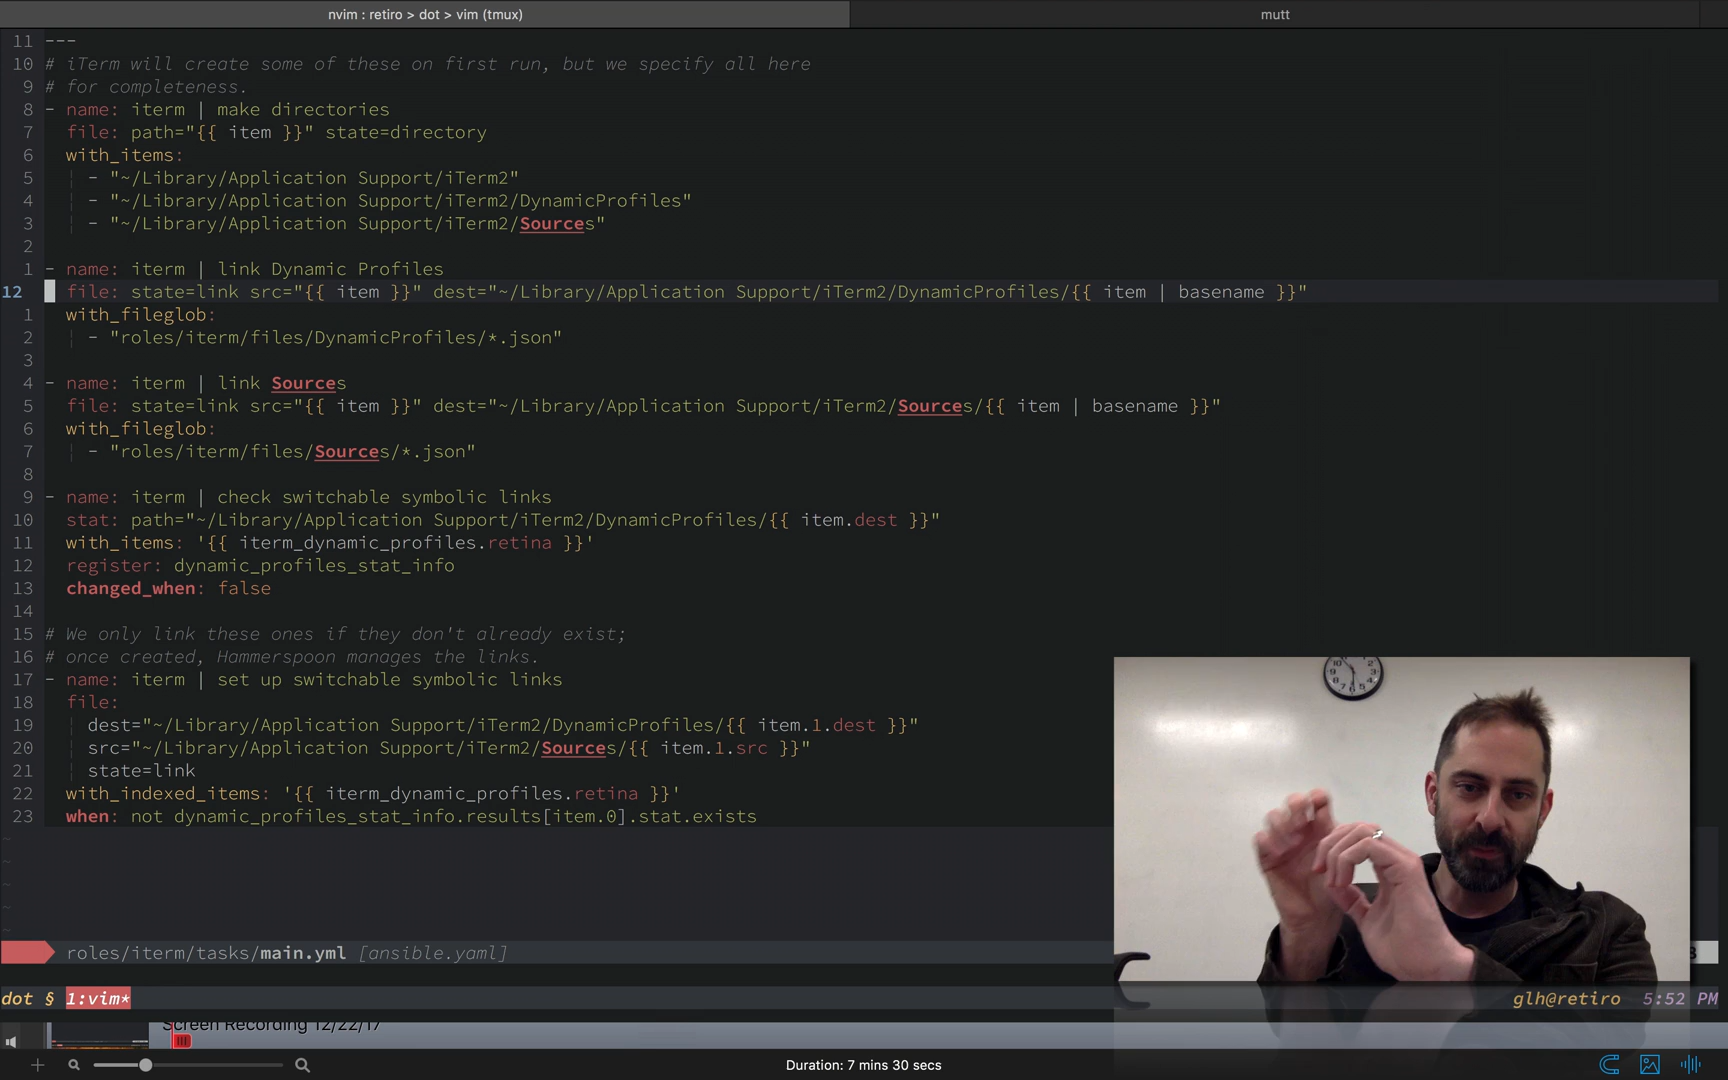 nvim : retiro > dot > vim (tmux)
mutt
11 ---
10 # iTerm will create some of these on first run, but we specify all here
9 # for completeness.
8 - name: iterm | make directories
7 file: path="{{ item }}" state=directory
6 with_items:
5 - "~/Library/Application Support/iTerm2"
4 - "~/Library/Application Support/iTerm2/DynamicProfiles"
3 - "~/Library/Application Support/iTerm2/Sources"
2
1 - name: iterm | link Dynamic Profiles
12 file: state=link src="{{ item }}" dest="~/Library/Application Support/iTerm2/DynamicProfiles/{{ item | basename }}"
1 with_fileglob:
2 - "roles/iterm/files/DynamicProfiles/*.json"
3
4 - name: iterm | link Sources
5 file: state=link src="{{ item }}" dest="~/Library/Application Support/iTerm2/Sources/{{ item | basename }}"
6 with_fileglob:
7 - "roles/iterm/files/Sources/*.json"
8
9 - name: iterm | check switchable symbolic links
10 stat: path="~/Library/Application Support/iTerm2/DynamicProfiles/{{ item.dest }}"
11 with_items: '{{ iterm_dynamic_profiles.retina }}'
12 register: dynamic_profiles_stat_info
13 changed_when: false
14
15 # We only link these ones if they don't already exist;
16 # once created, Hammerspoon manages the links.
17 - name: iterm | set up switchable symbolic links
18 file:
19 dest="~/Library/Application Support/iTerm2/DynamicProfiles/{{ item.1.dest }}"
20 src="~/Library/Application Support/iTerm2/Sources/{{ item.1.src }}"
21 state=link
22 with_indexed_items: '{{ iterm_dynamic_profiles.retina }}'
23 when: not dynamic_profiles_stat_info.results[item.0].stat.exists
~
~
~
~
roles/iterm/tasks/main.yml [ansible.yaml]
dot § 1:vim* glh@retiro 5:52 PM
Screen Recording 12/22/17
Duration: 7 mins 30 secs